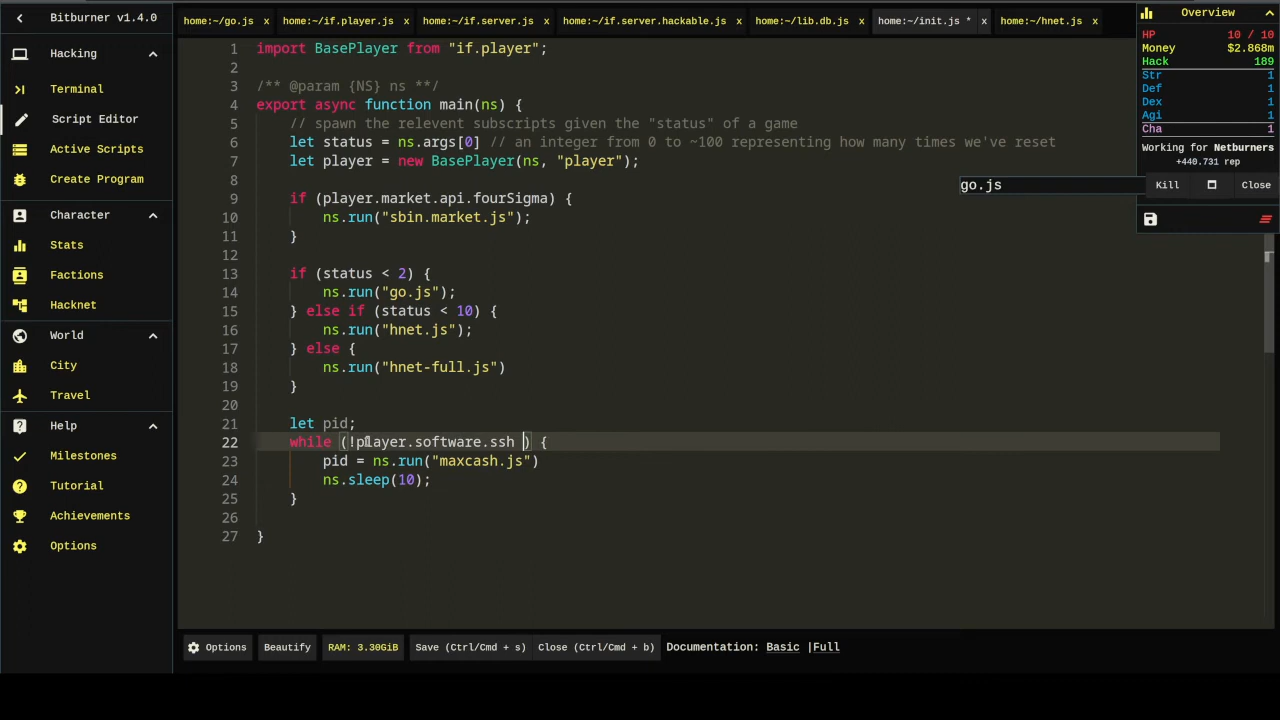 Bitburner v1.4.0
Hacking
Terminal
Script Editor
Active Scripts
Create Program
Character
Stats
Factions
Hacknet
World
City
Travel
Help
Milestones
Tutorial
Achievements
Options
home:~/go.js x home:~/if.player.js x home:~/if.server.js x home:~/if.server.hackable.js x home:~/lib.db.js x home:~/init.js * x home:~/hnet.js x
1 import BasePlayer from "if.player";
2
3 /** @param {NS} ns **/
4 export async function main(ns) {
5 // spawn the relevent subscripts given the "status" of a game
6 let status = ns.args[0] // an integer from 0 to ~100 representing how many times we've reset
7 let player = new BasePlayer(ns, "player");
8
9 if (player.market.api.fourSigma) {
10 ns.run("sbin.market.js");
11 }
12
13 if (status < 2) {
14 ns.run("go.js");
15 } else if (status < 10) {
16 ns.run("hnet.js");
17 } else {
18 ns.run("hnet-full.js")
19 }
20
21 let pid;
22 while (!player.software.ssh ) {
23 pid = ns.run("maxcash.js")
24 ns.sleep(10);
25 }
26
27 }
Options Beautify RAM: 3.30GiB Save (Ctrl/Cmd + s) Close (Ctrl/Cmd + b) Documentation: Basic |Full
Overview
HP 10 / 10
Money $2.868m
Hack 189
Str 1
Def 1
Dex 1
Agi 1
Cha 1
Working for Netburners
+440.731 rep
go.js
Kill Close